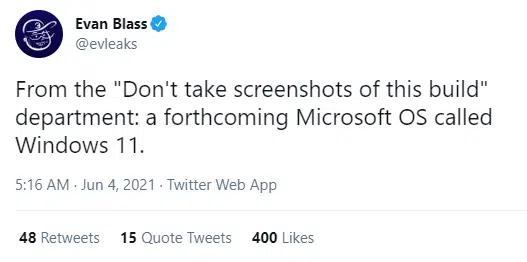 Evan Blass
@evleaks
From the "Don't take screenshots of this build"
department: a forthcoming Microsoft OS called
Windows 11.
5:16 AM · Jun 4, 2021 · Twitter Web App
48 Retweets 15 Quote Tweets 400 Likes